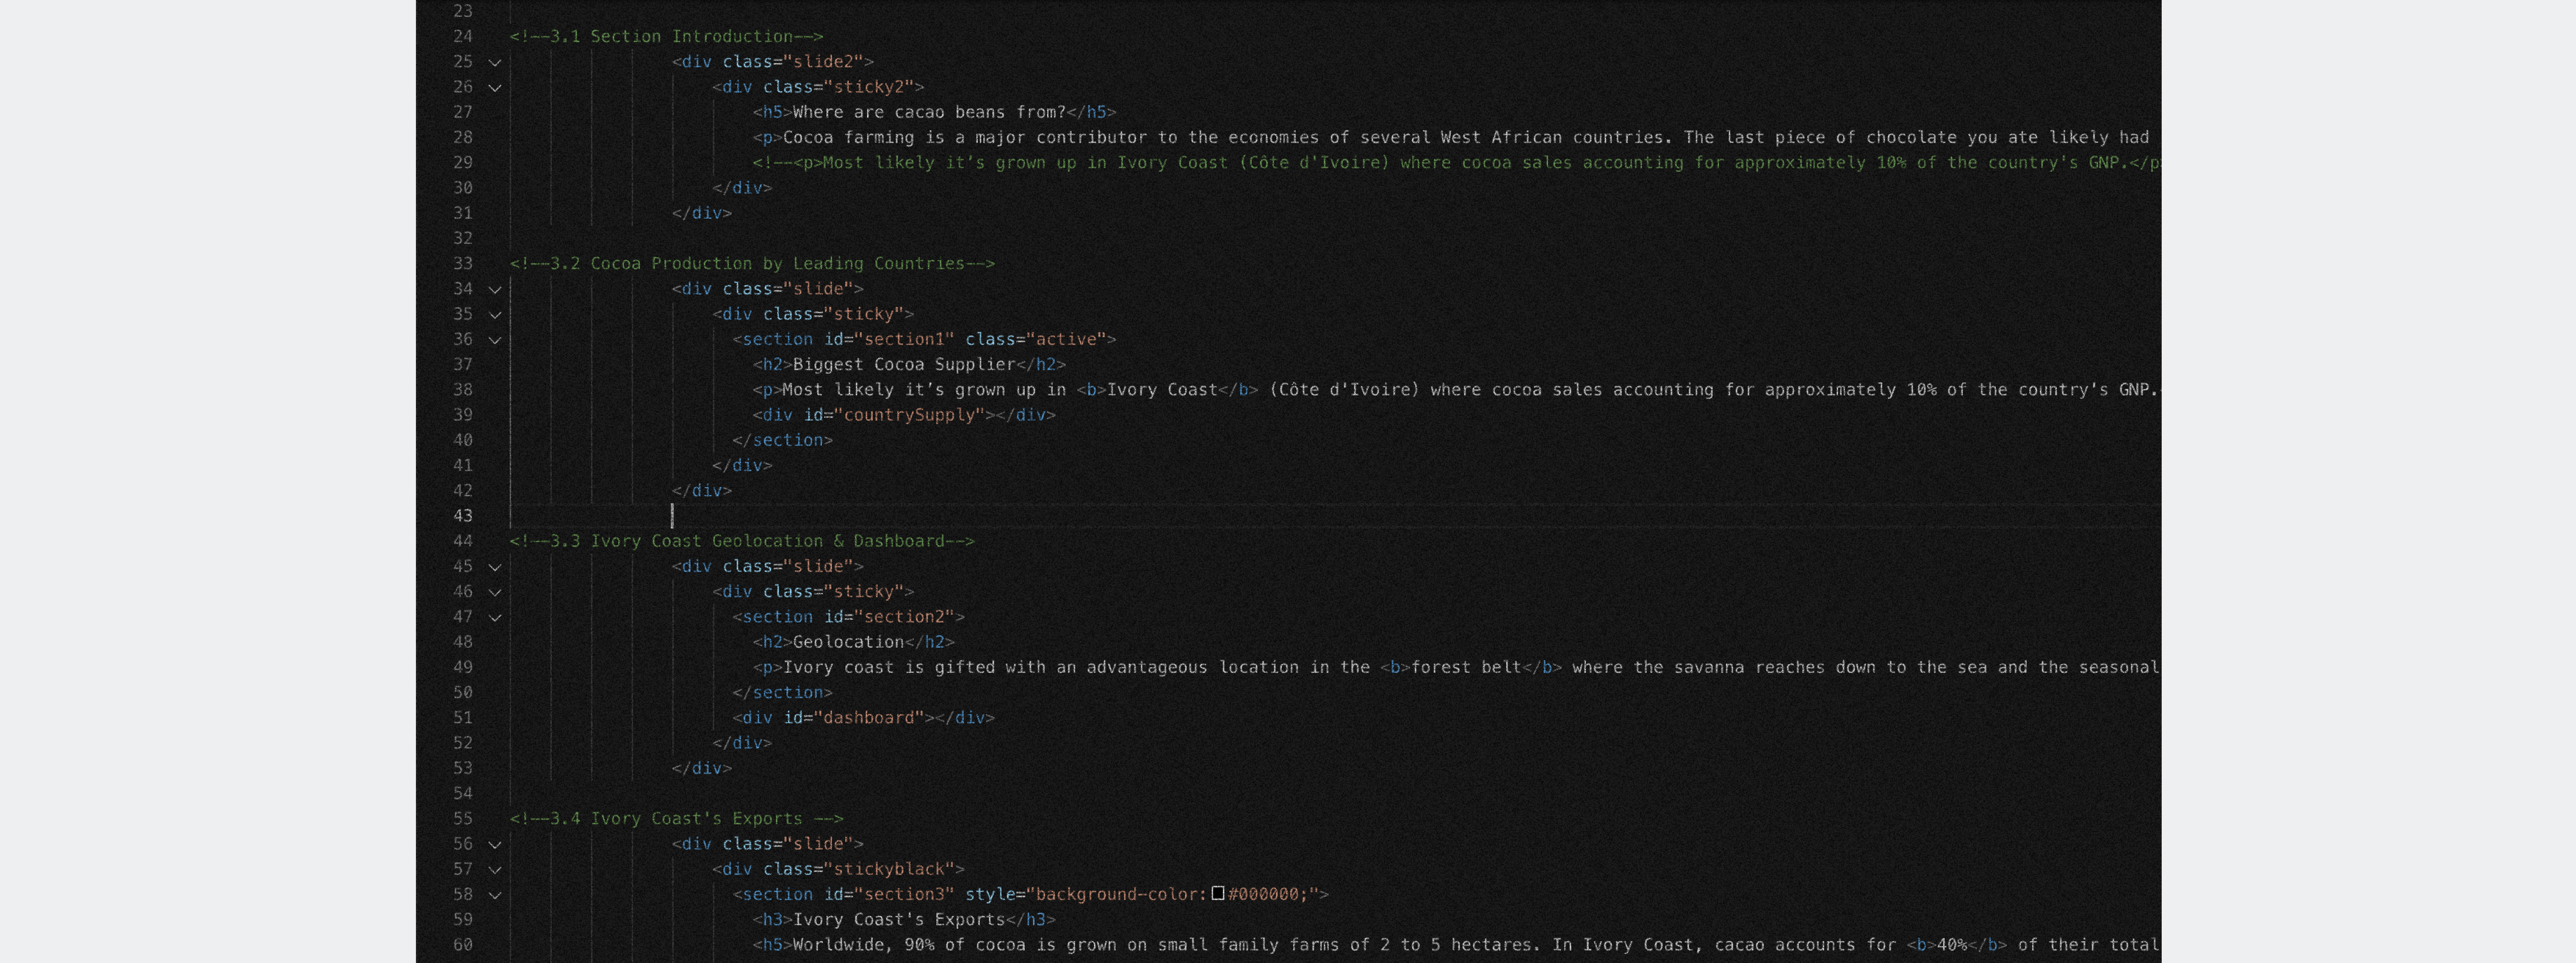 23
24 <!--3.1 Section Introduction-->
25 <div class="slide2">
26 <div class="sticky2">
27 <h5>Where are cacao beans from?</h5>
28 <p>Cocoa farming is a major contributor to the economies of several West African countries. The last piece of chocolate you ate likely had
29 <!--<p>Most likely it's grown up in Ivory Coast (Côte d'Ivoire) where cocoa sales accounting for approximately 10% of the country's GNP.</p
30 </div>
31 </div>
32
33 <!--3.2 Cocoa Production by Leading Countries-->
34 <div class="slide">
35 <div class="sticky">
36 <section id="section1" class="active">
37 <h2>Biggest Cocoa Supplier</h2>
38 <p>Most likely it’s grown up in <b>Ivory Coast</b> (Côte d'Ivoire) where cocoa sales accounting for approximately 10% of the country's GNP.
39 <div id="countrySupply"></div>
40 </section>
41 </div>
42 </div>
43
44 <!--3.3 Ivory Coast Geolocation & Dashboard-->
45 <div class="slide">
46 <div class="sticky">
47 <section id="section2">
48 <h2>Geolocation</h2>
49 <p>Ivory coast is gifted with an advantageous location in the <b>forest belt</b> where the savanna reaches down to the sea and the seasonal
50 </section>
51 <div id="dashboard"></div>
52 </div>
53 </div>
54
55 <!--3.4 Ivory Coast's Exports -->
56 <div class="slide">
57 <div class="stickyblack">
58 <section id="section3" style="background-color:#000000;">
59 <h3>Ivory Coast's Exports</h3>
60 <h5>Worldwide, 90% of cocoa is grown on small family farms of 2 to 5 hectares. In Ivory Coast, cacao accounts for <b>40%</b> of their total